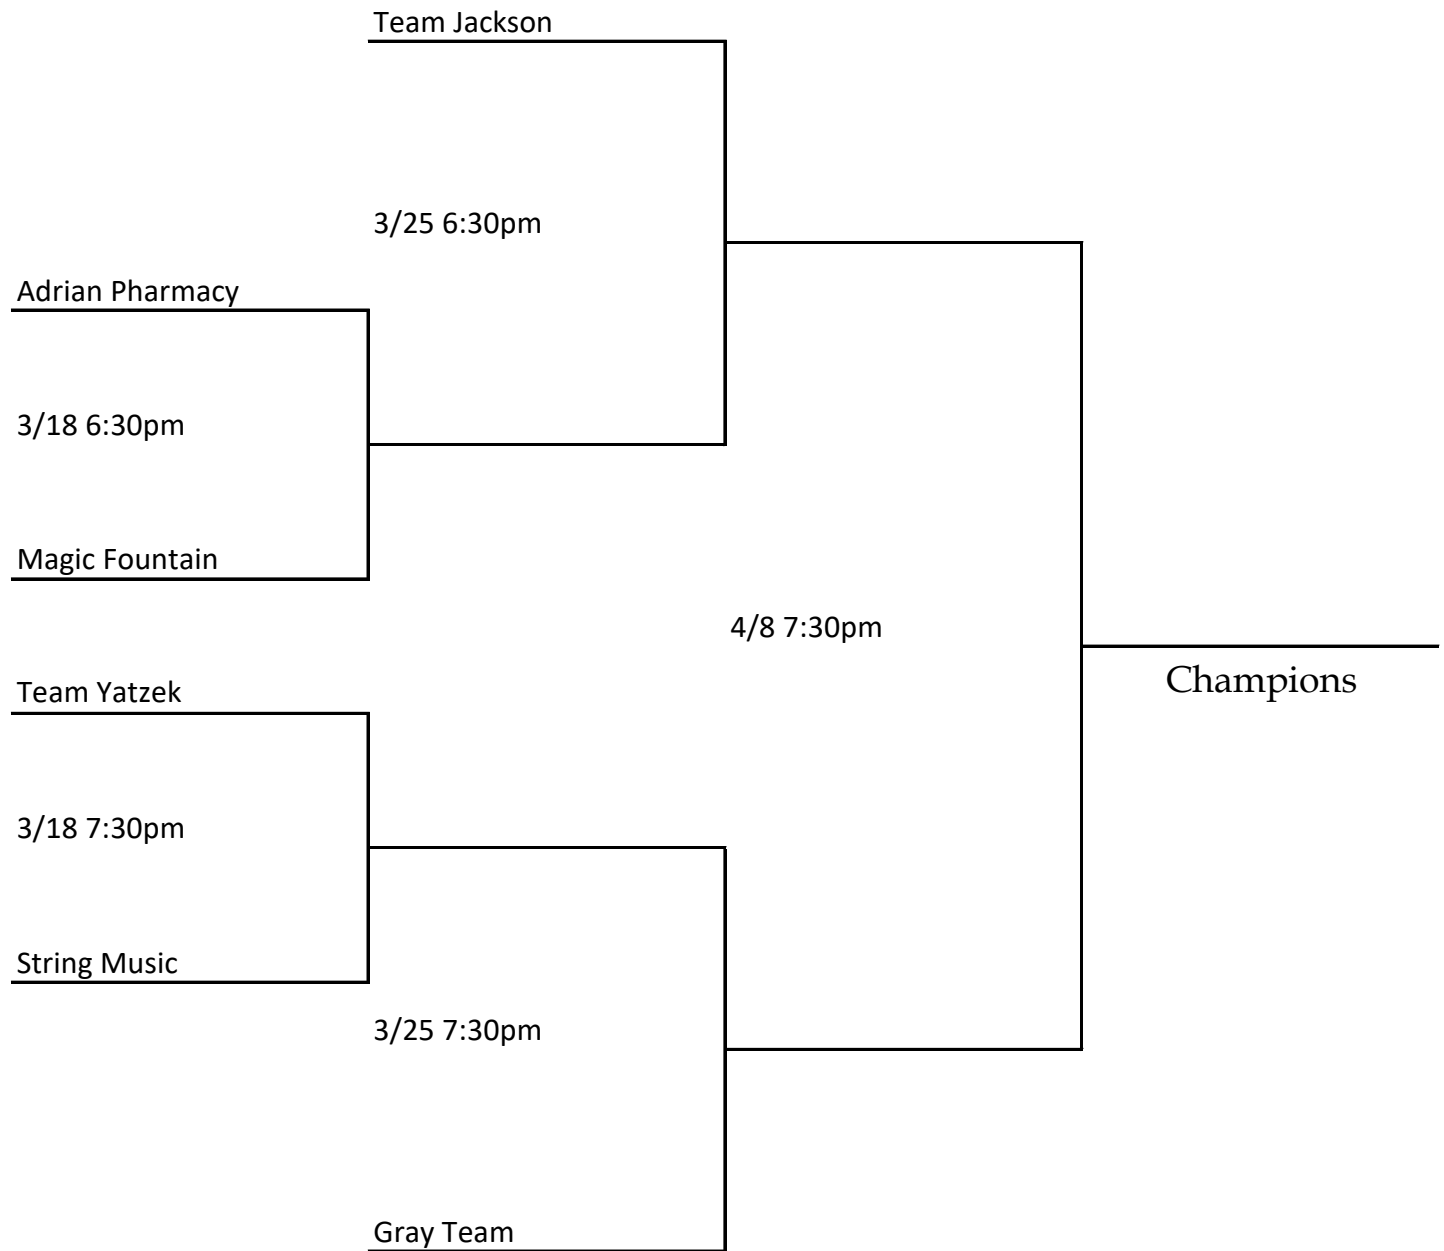 Team Jackson
3/25 6:30pm
Adrian Pharmacy
3/18 6:30pm
Magic Fountain
4/8 7:30pm
Champions
Team Yatzek
3/18 7:30pm
String Music
3/25 7:30pm
Gray Team